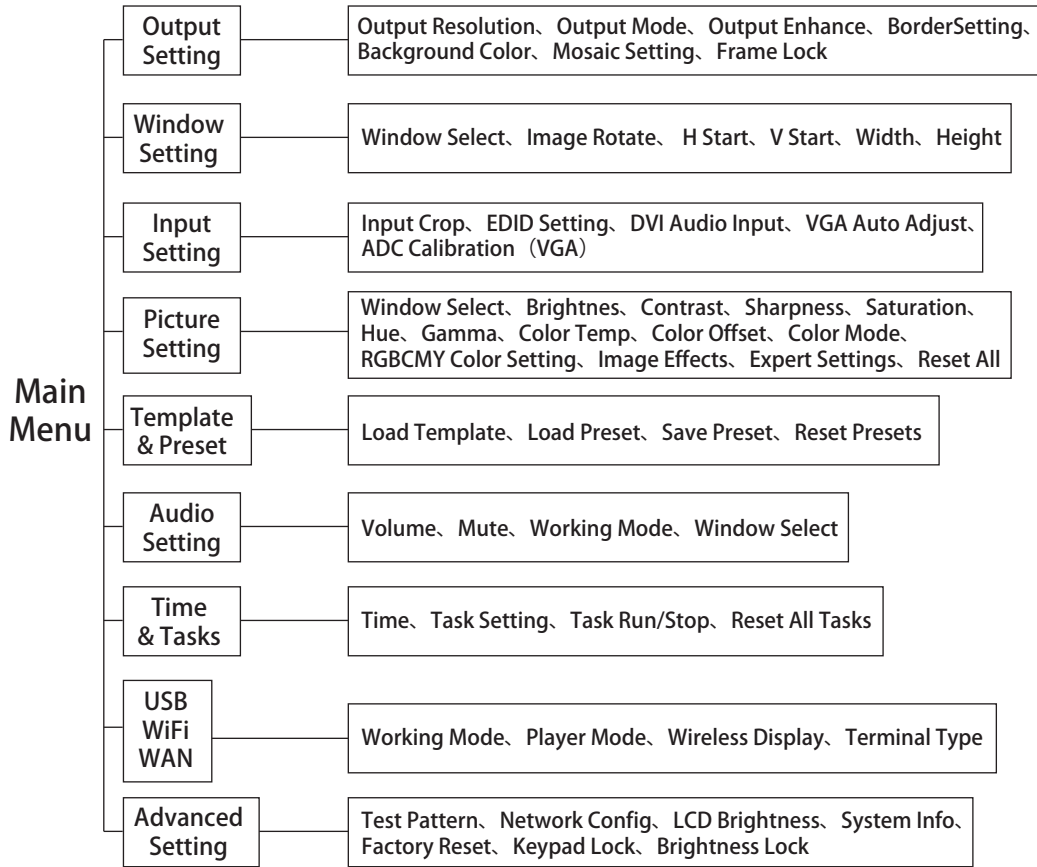 Main
Menu
Output
Setting
Output Resolution、Output Mode、Output Enhance、BorderSetting、
Background Color、Mosaic Setting、Frame Lock
Window
Setting
Window Select、Image Rotate、 H Start、V Start、Width、Height
Input
Setting
Input Crop、EDID Setting、DVI Audio Input、VGA Auto Adjust、
ADC Calibration（VGA）
Picture
Setting
Window Select、Brightnes、Contrast、Sharpness、Saturation、
Hue、Gamma、Color Temp、Color Offset、Color Mode、
RGBCMY Color Setting、Image Effects、Expert Settings、Reset All
Template
& Preset
Load Template、Load Preset、Save Preset、Reset Presets
Audio
Setting
Volume、Mute、Working Mode、Window Select
Time
& Tasks
Time、Task Setting、Task Run/Stop、Reset All Tasks
USB
WiFi
WAN
Working Mode、Player Mode、Wireless Display、Terminal Type
Advanced
Setting
Test Pattern、Network Config、LCD Brightness、System Info、
Factory Reset、Keypad Lock、Brightness Lock